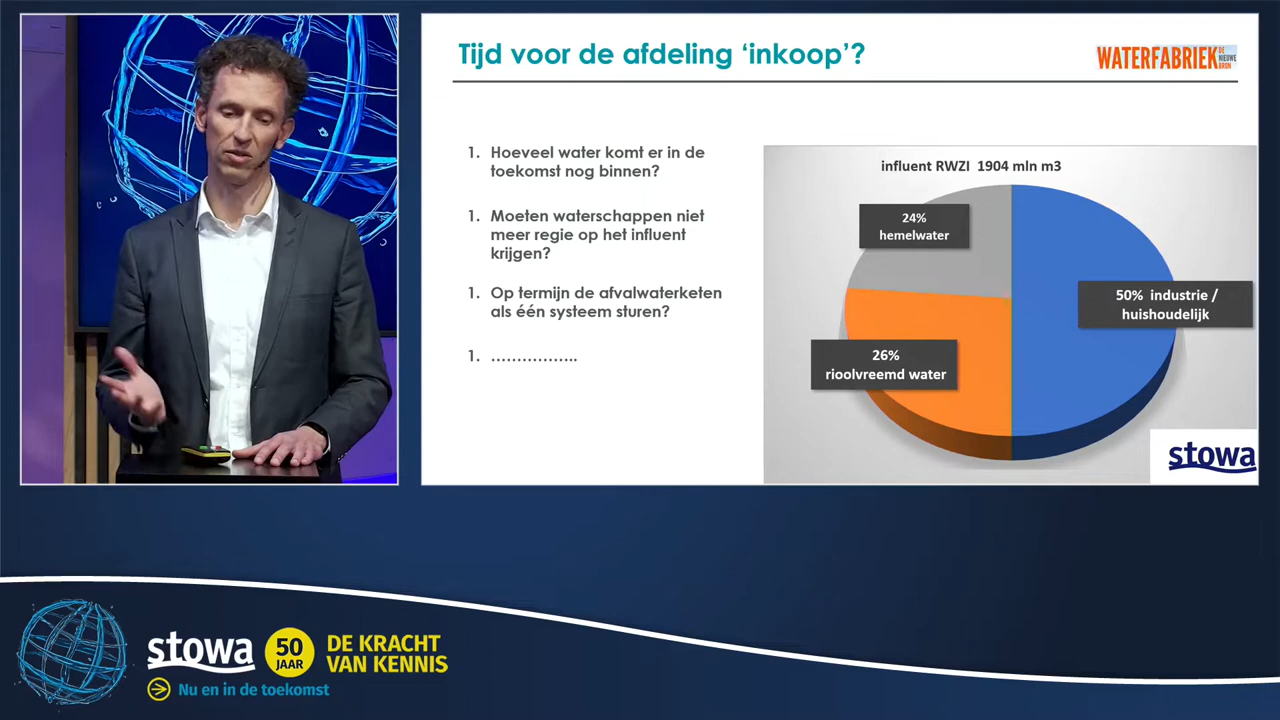 Tijd voor de afdeling ‘inkoop’?
WATERFABRIEK
DE
NIEUWE
BRON
1. Hoeveel water komt er in de
toekomst nog binnen?
1. Moeten waterschappen niet
meer regie op het influent
krijgen?
1. Op termijn de afvalwaterketen
als één systeem sturen?
1. ……………..
influent RWZI 1904 mln m3
24%
hemelwater
50% industrie /
huishoudelijk
26%
rioolvreemd water
stowa
stowa
50
JAAR
DE KRACHT
VAN KENNIS
Nu en in de toekomst